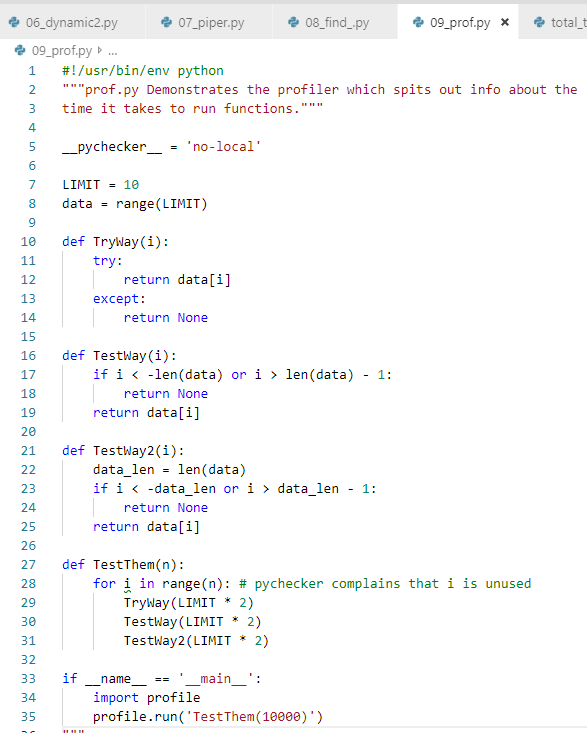 06_dynamic2.py 07_piper.py 08_find_.py 09_prof.py × total_t
09_prof.py ▸ ...
1 #!/usr/bin/env python
2 """prof.py Demonstrates the profiler which spits out info about the
3 time it takes to run functions."""
4
5 __pychecker__ = 'no-local'
6
7 LIMIT = 10
8 data = range(LIMIT)
9
10 def TryWay(i):
11     try:
12         return data[i]
13     except:
14         return None
15
16 def TestWay(i):
17     if i < -len(data) or i > len(data) - 1:
18         return None
19     return data[i]
20
21 def TestWay2(i):
22     data_len = len(data)
23     if i < -data_len or i > data_len - 1:
24         return None
25     return data[i]
26
27 def TestThem(n):
28     for i in range(n): # pychecker complains that i is unused
29         TryWay(LIMIT * 2)
30         TestWay(LIMIT * 2)
31         TestWay2(LIMIT * 2)
32
33 if __name__ == '__main__':
34     import profile
35     profile.run('TestThem(10000)')
36 """